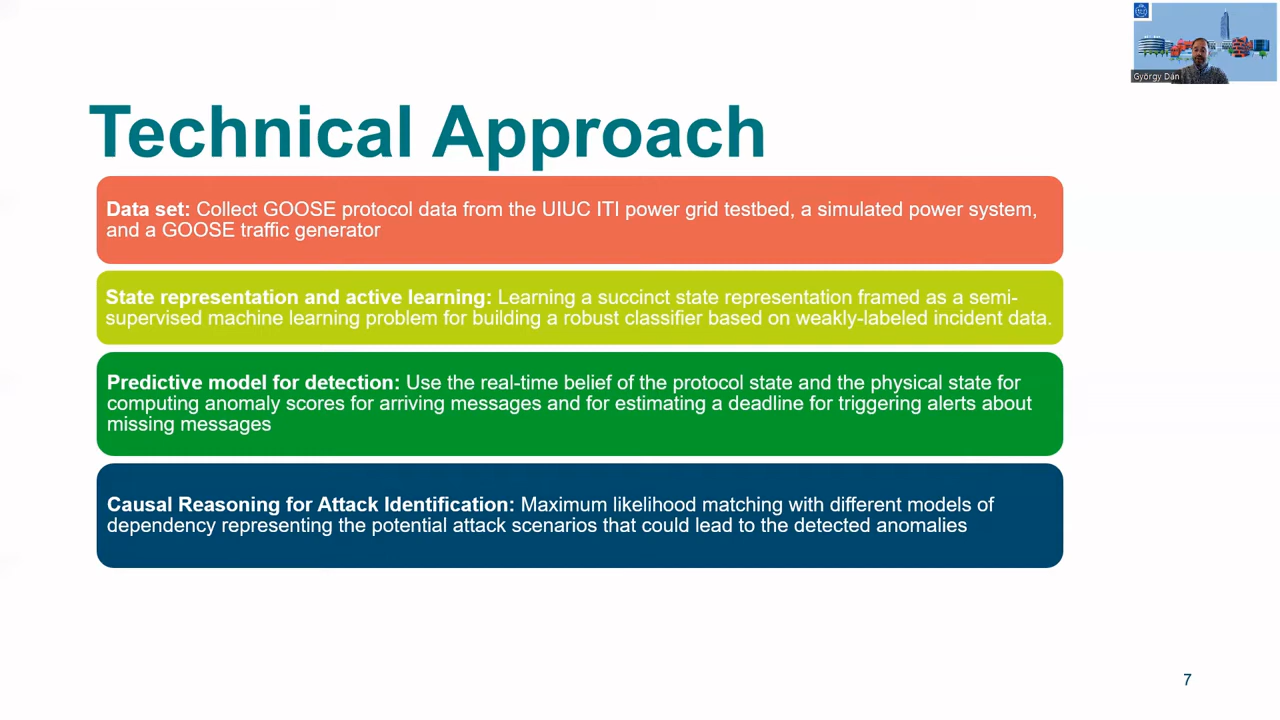 György Dán
Technical Approach
Data set: Collect GOOSE protocol data from the UIUC ITI power grid testbed, a simulated power system,
and a GOOSE traffic generator
State representation and active learning: Learning a succinct state representation framed as a semi-
supervised machine learning problem for building a robust classifier based on weakly-labeled incident data.
Predictive model for detection: Use the real-time belief of the protocol state and the physical state for
computing anomaly scores for arriving messages and for estimating a deadline for triggering alerts about
missing messages
Causal Reasoning for Attack Identification: Maximum likelihood matching with different models of
dependency representing the potential attack scenarios that could lead to the detected anomalies
7